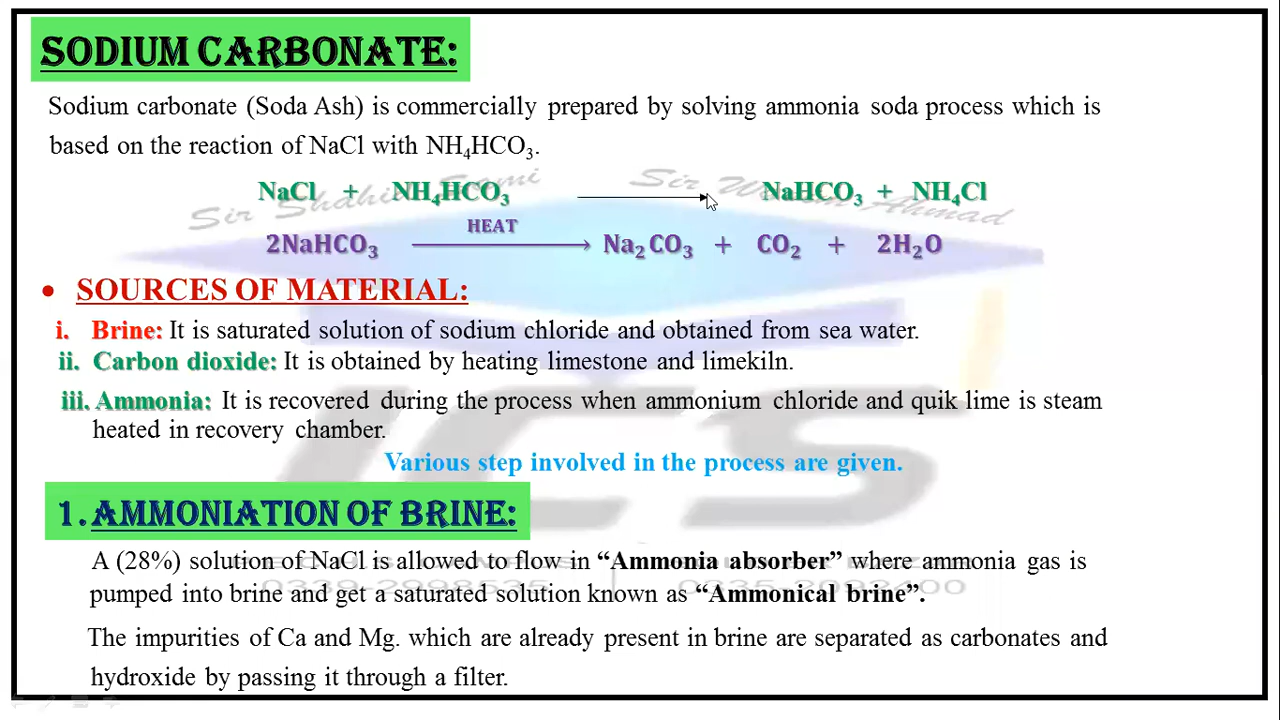 SODIUM CARBONATE:
Sodium carbonate (Soda Ash) is commercially prepared by solving ammonia soda process which is
based on the reaction of NaCl with NH₄HCO₃.
Sir Shahid Sami Sir Wasim Ahmad
NaCl + NH₄HCO₃ NaHCO₃ + NH₄Cl
HEAT
2NaHCO₃ Na₂CO₃ + CO₂ + 2H₂O
• SOURCES OF MATERIAL:
i. Brine: It is saturated solution of sodium chloride and obtained from sea water.
ii. Carbon dioxide: It is obtained by heating limestone and limekiln.
iii. Ammonia: It is recovered during the process when ammonium chloride and quik lime is steam
heated in recovery chamber.
ICS
Various step involved in the process are given.
1. AMMONIATION OF BRINE:
A (28%) solution of NaCl is allowed to flow in “Ammonia absorber” where ammonia gas is
pumped into brine and get a saturated solution known as “Ammonical brine”.
The impurities of Ca and Mg. which are already present in brine are separated as carbonates and
hydroxide by passing it through a filter.